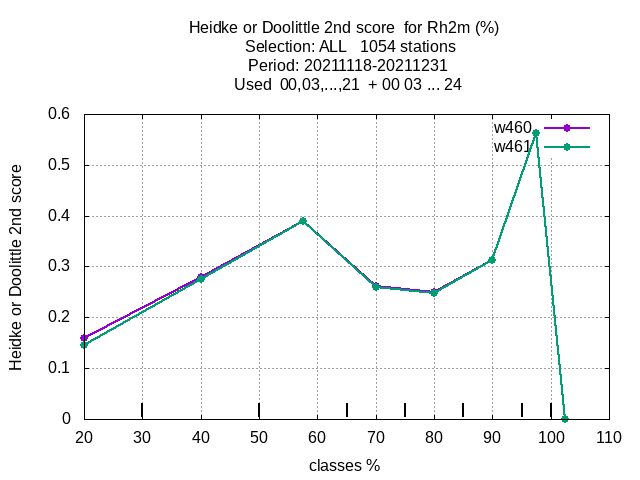 Heidke or Doolittle 2nd score  for Rh2m (%)
Selection: ALL   1054 stations
Period: 20211118-20211231
Used  00,03,...,21  + 00 03 ... 24
Heidke or Doolittle 2nd score
0.6
0.5
0.4
0.3
0.2
0.1
0
w460
w461
20 30 40 50 60 70 80 90 100 110
classes %